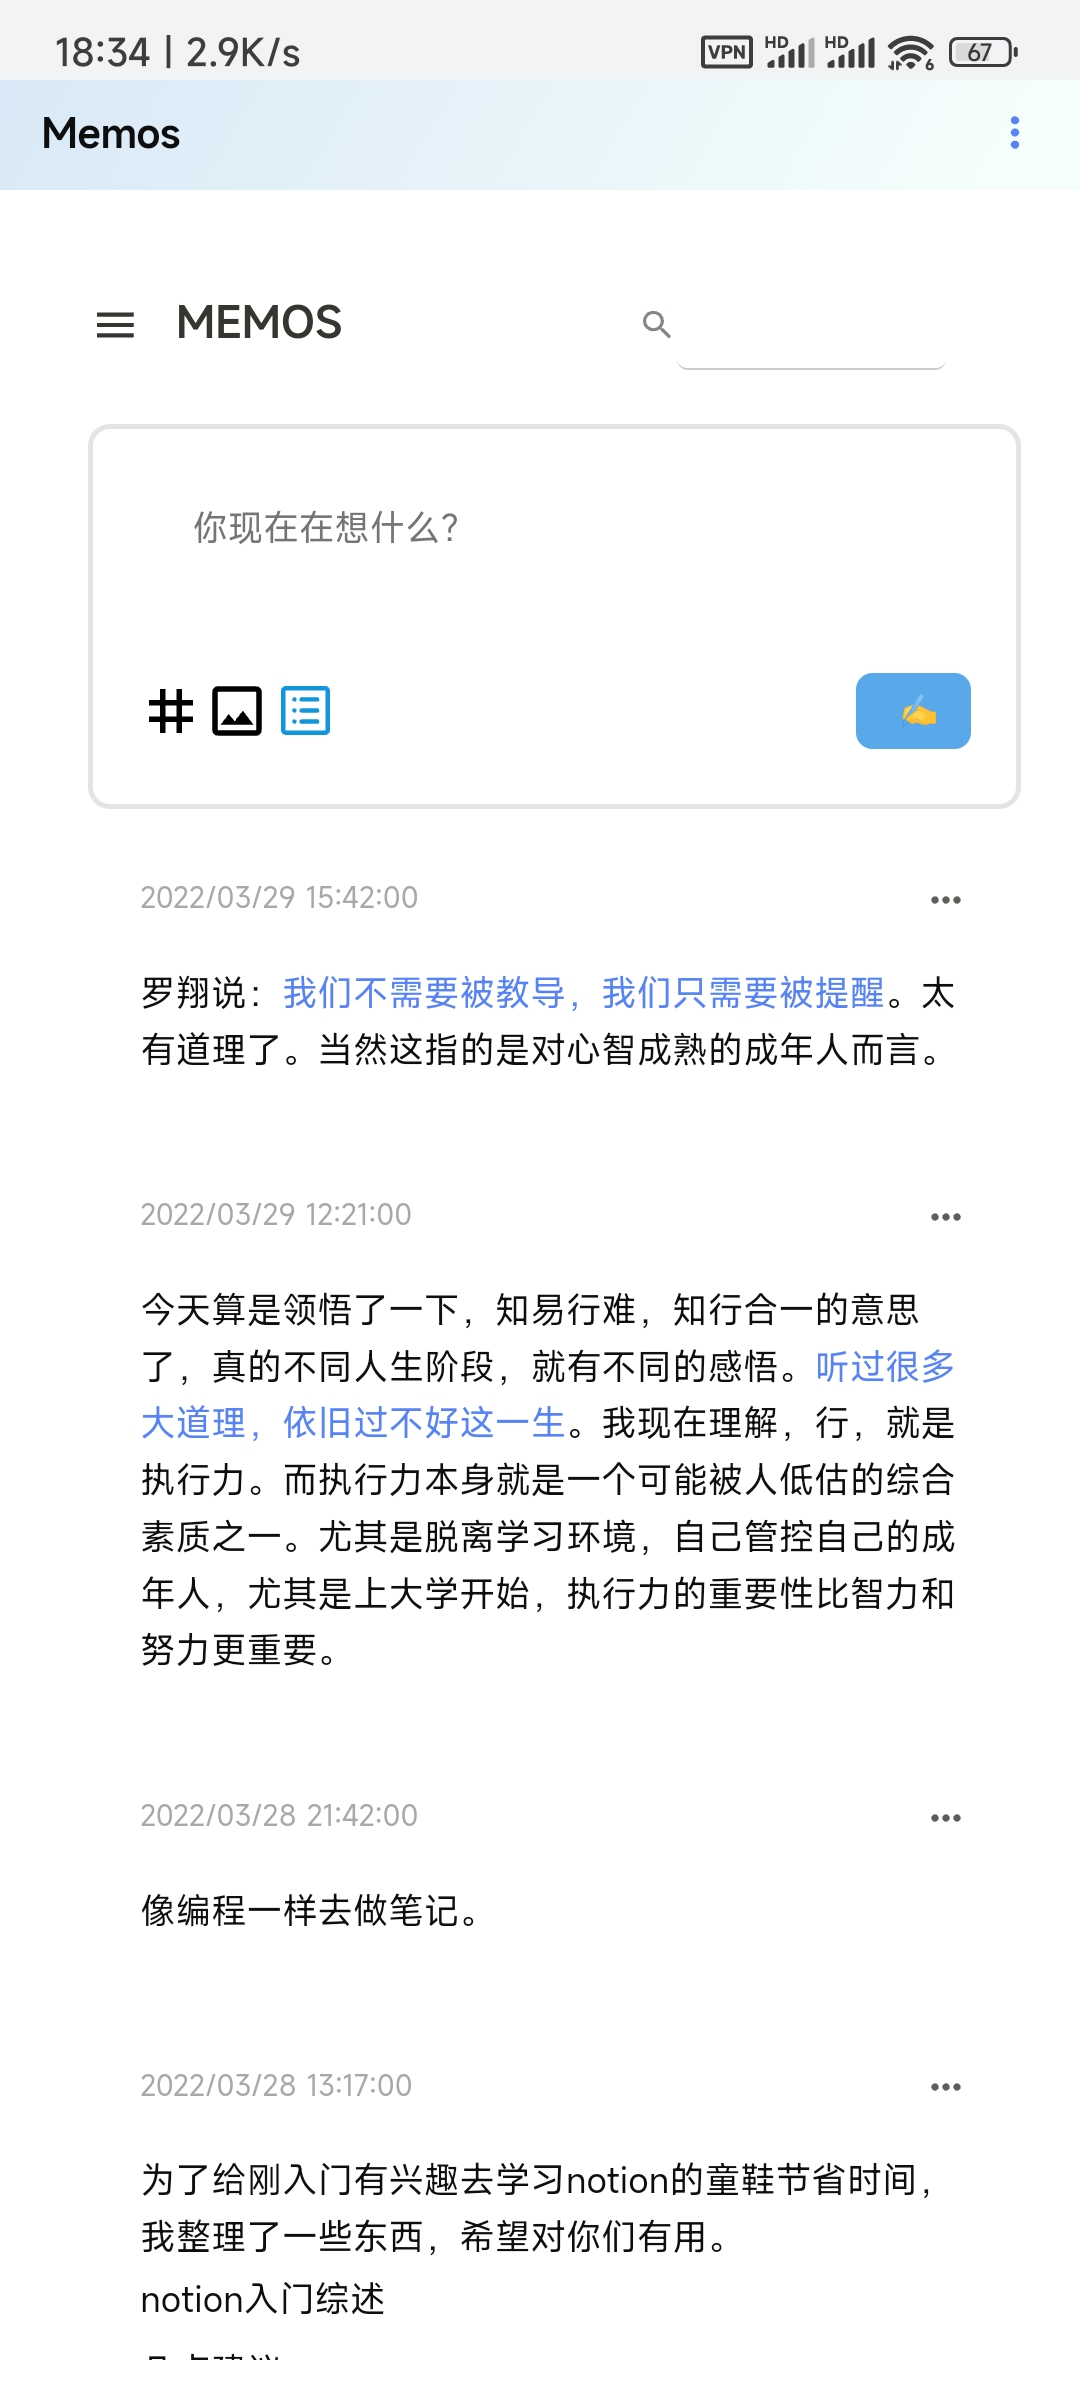 18:34 | 2.9K/s
VPN HD HD 6 67
Memos
MEMOS
你现在在想什么？
2022/03/29 15:42:00
罗翔说：我们不需要被教导，我们只需要被提醒。太
有道理了。当然这指的是对心智成熟的成年人而言。
2022/03/29 12:21:00
今天算是领悟了一下，知易行难，知行合一的意思
了，真的不同人生阶段，就有不同的感悟。听过很多
大道理，依旧过不好这一生。我现在理解，行，就是
执行力。而执行力本身就是一个可能被人低估的综合
素质之一。尤其是脱离学习环境，自己管控自己的成
年人，尤其是上大学开始，执行力的重要性比智力和
努力更重要。
2022/03/28 21:42:00
像编程一样去做笔记。
2022/03/28 13:17:00
为了给刚入门有兴趣去学习notion的童鞋节省时间，
我整理了一些东西，希望对你们有用。
notion入门综述